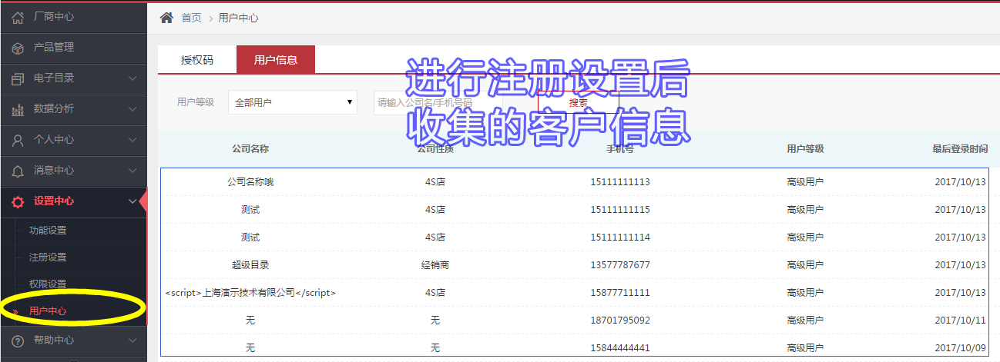 厂商中心
产品管理
电子目录
数据分析
个人中心
消息中心
设置中心
功能设置
注册设置
权限设置
用户中心
帮助中心
首页 > 用户中心
授权码 用户信息
进行注册设置后
收集的客户信息
用户等级 全部用户 请输入公司名/手机号码 搜索
公司名称 公司性质 手机号 用户等级 最后登录时间
公司名称哦 4S店 15111111113 高级用户 2017/10/13
测试 4S店 15111111115 高级用户 2017/10/13
测试 4S店 15111111114 高级用户 2017/10/13
超级目录 经销商 13577787677 高级用户 2017/10/13
<script>上海演示技术有限公司</script> 4S店 15877711111 高级用户 2017/10/13
无 无 18701795092 高级用户 2017/10/11
无 无 15844444441 高级用户 2017/10/09